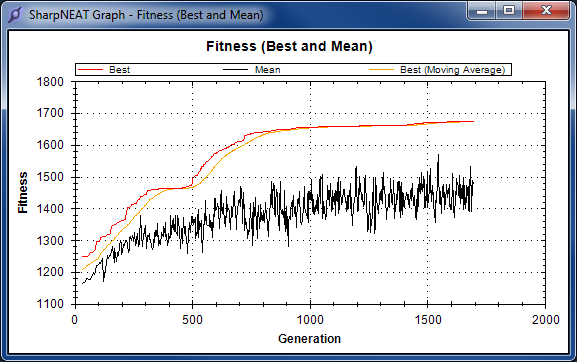 SharpNEAT Graph - Fitness (Best and Mean)
Fitness (Best and Mean)
Best Mean Best (Moving Average)
1800
1700
1600
1500
1400
1300
1200
1100
Fitness
0 500 1000 1500 2000
Generation